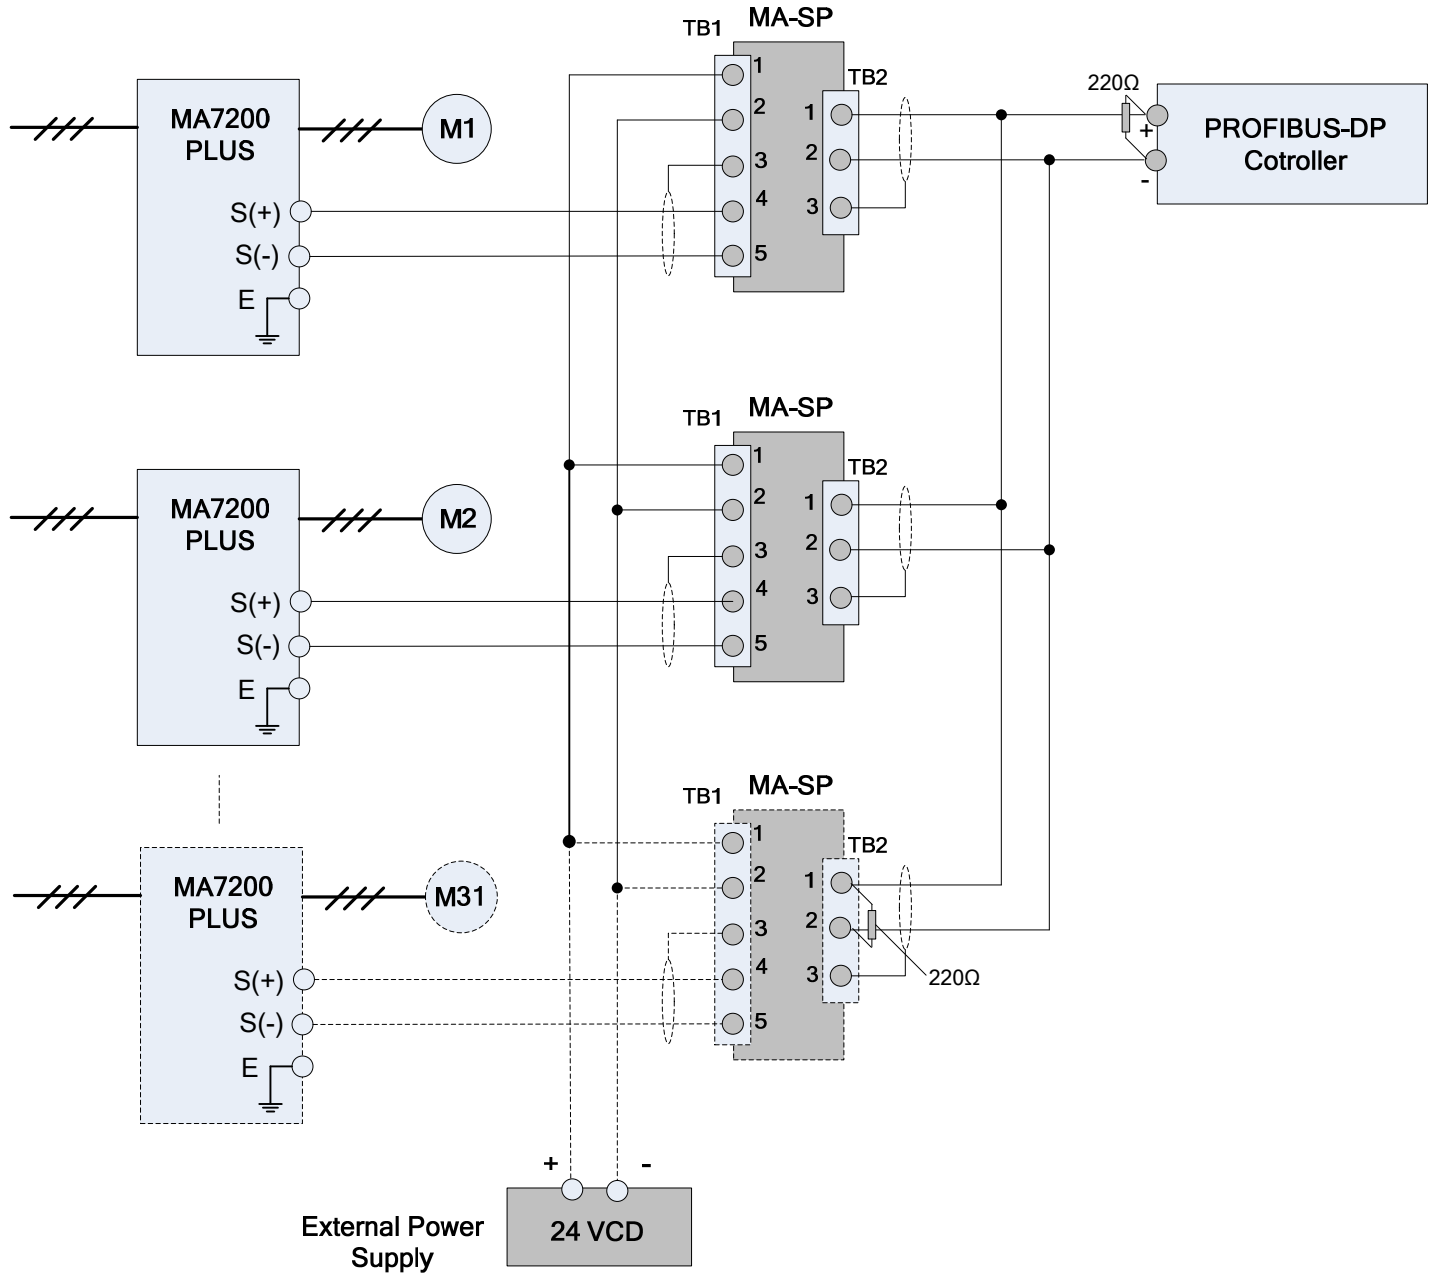 MA-SP
TB1
1
2
3
4
5
TB2
1
2
3
220Ω
+
-
PROFIBUS-DP
Cotroller
MA7200
PLUS
M1
S(+)
S(-)
E
MA-SP
TB1
1
2
3
4
5
TB2
1
2
3
MA7200
PLUS
M2
S(+)
S(-)
E
MA-SP
TB1
1
2
3
4
5
TB2
1
2
3
220Ω
MA7200
PLUS
M31
S(+)
S(-)
E
+
-
External Power
Supply
24 VCD